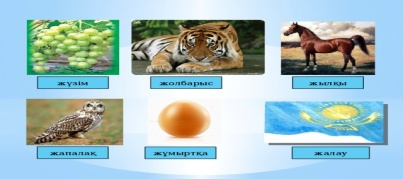 жүзім
жолбарыс
жылқы
жапалақ
жұмыртқа
жалау